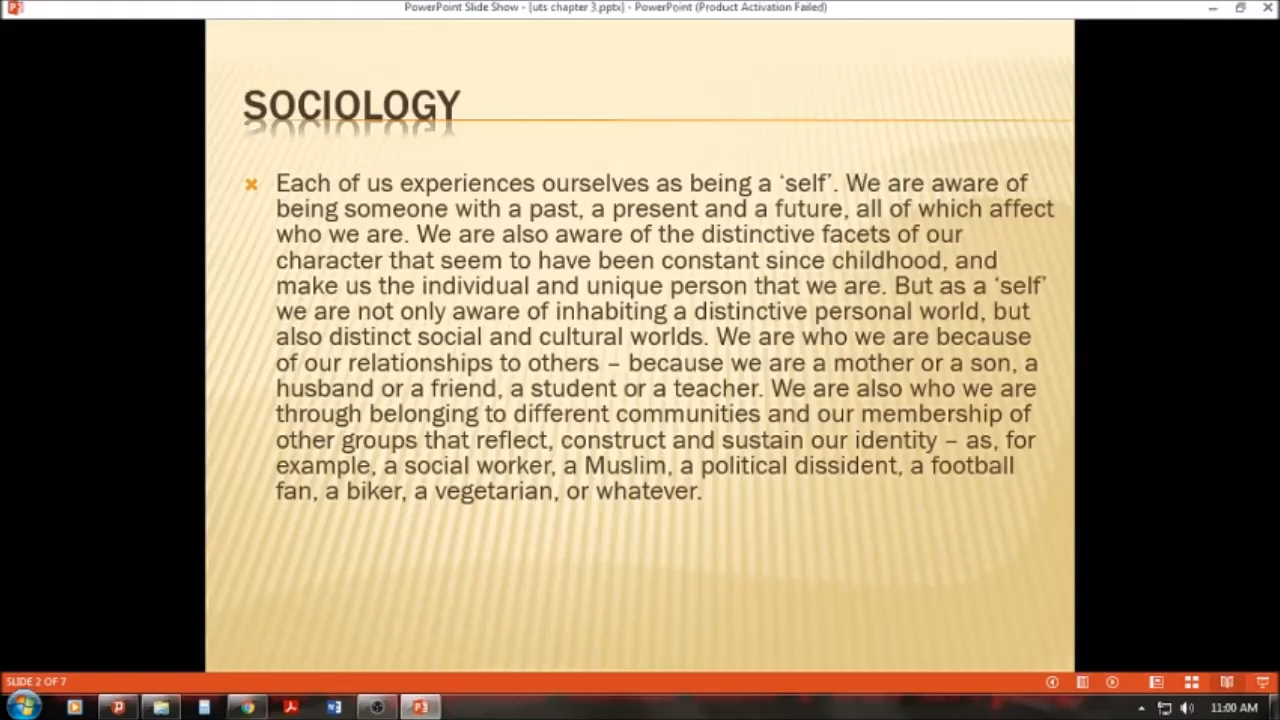 PowerPoint Slide Show - [uts chapter 3.pptx] - PowerPoint (Product Activation Failed)
SOCIOLOGY
Each of us experiences ourselves as being a ‘self’. We are aware of
being someone with a past, a present and a future, all of which affect
who we are. We are also aware of the distinctive facets of our
character that seem to have been constant since childhood, and
make us the individual and unique person that we are. But as a ‘self’
we are not only aware of inhabiting a distinctive personal world, but
also distinct social and cultural worlds. We are who we are because
of our relationships to others – because we are a mother or a son, a
husband or a friend, a student or a teacher. We are also who we are
through belonging to different communities and our membership of
other groups that reflect, construct and sustain our identity – as, for
example, a social worker, a Muslim, a political dissident, a football
fan, a biker, a vegetarian, or whatever.
SLIDE 2 OF 7
11:00 AM